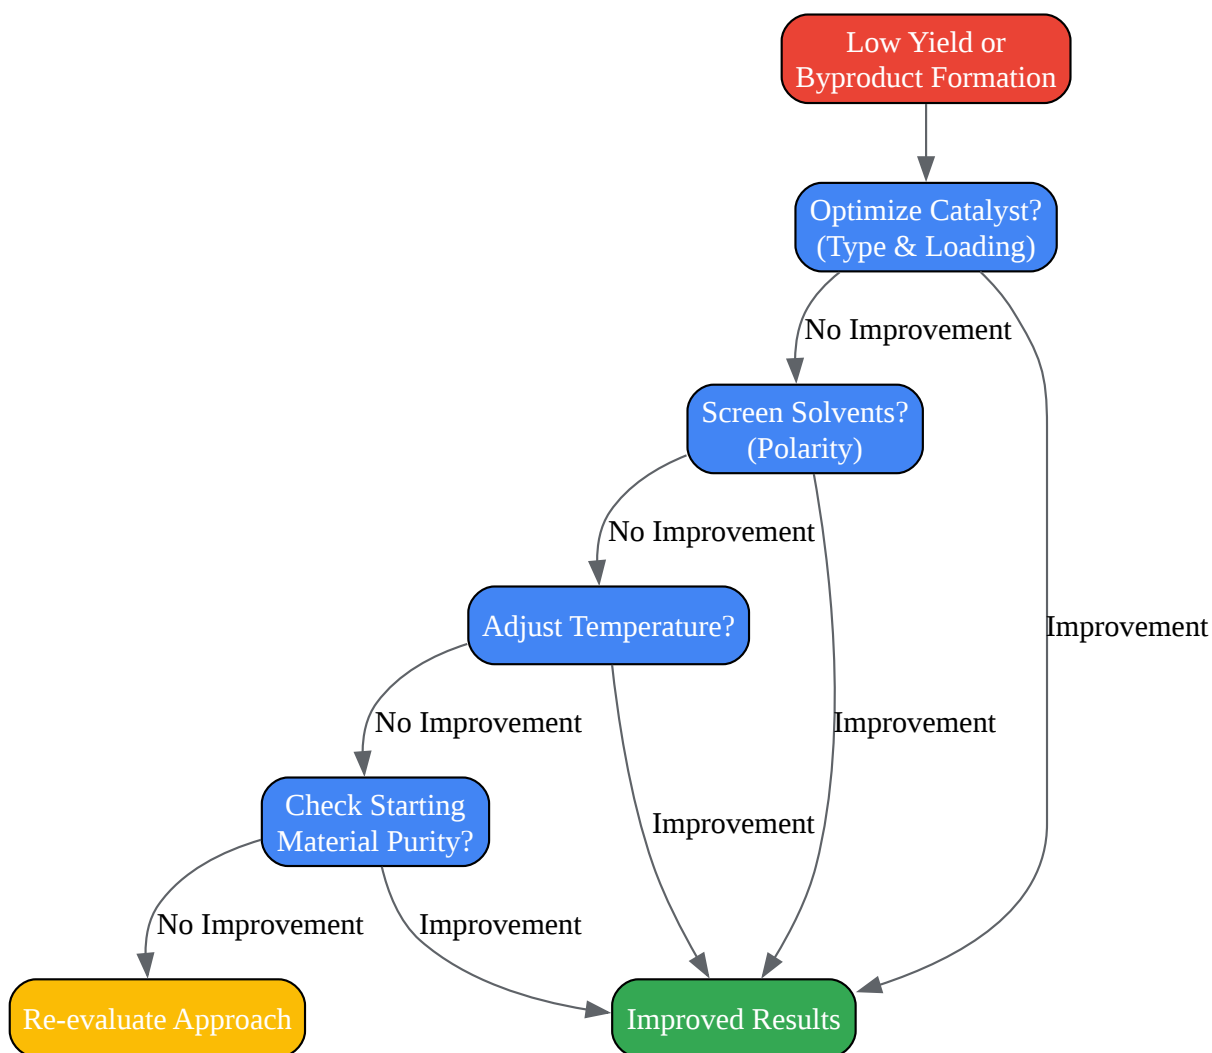 Low Yield or
Byproduct Formation
Optimize Catalyst?
(Type & Loading)
No Improvement
Screen Solvents?
(Polarity)
No Improvement
Adjust Temperature?
Improvement
No Improvement
Improvement
Check Starting
Material Purity?
Improvement
No Improvement
Improvement
Re-evaluate Approach
Improved Results